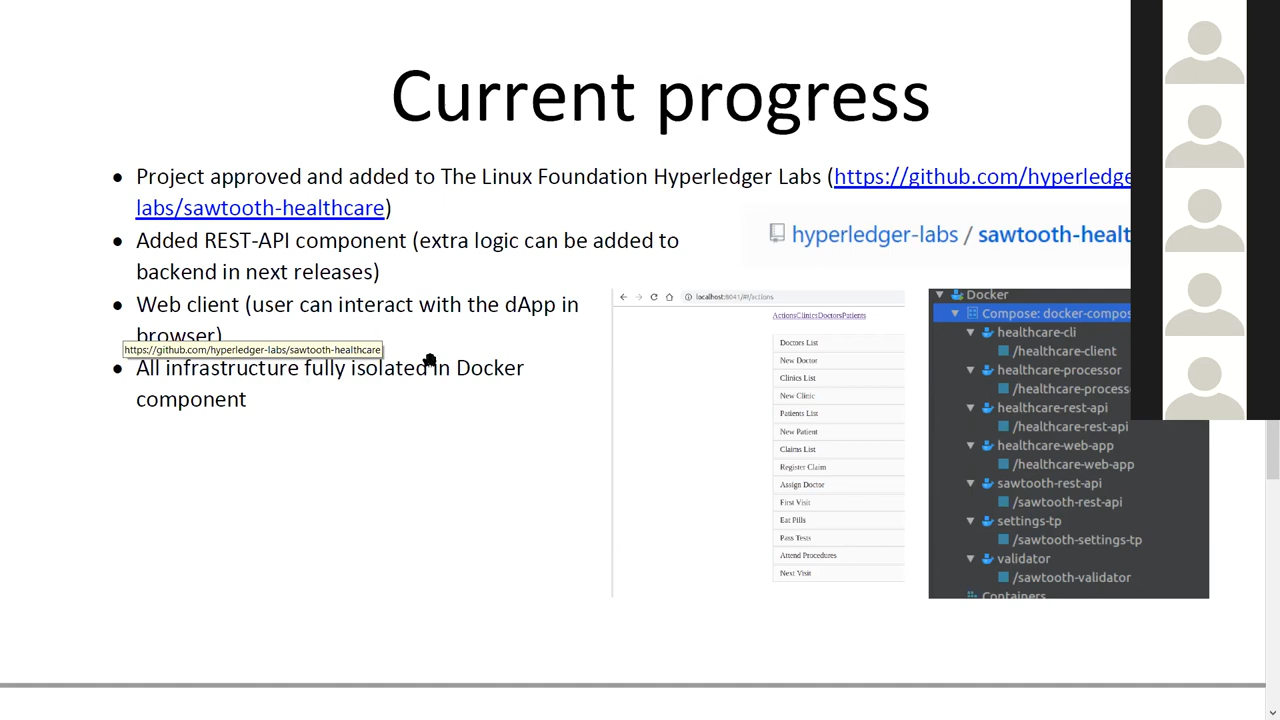 Current progress
• Project approved and added to The Linux Foundation Hyperledger Labs (https://github.com/hyperledge
labs/sawtooth-healthcare)
• Added REST-API component (extra logic can be added to
backend in next releases)
• Web client (user can interact with the dApp in
browser)
https://github.com/hyperledger-labs/sawtooth-healthcare
• All infrastructure fully isolated in Docker
component
hyperledger-labs / sawtooth-healt
localhost:8041/#!/actions
ActionsClinicsDoctorsPatients
Doctors List
New Doctor
Clinics List
New Clinic
Patients List
New Patient
Claims List
Register Claim
Assign Doctor
First Visit
Eat Pills
Pass Tests
Attend Procedures
Next Visit
Docker
Compose: docker-compos
healthcare-cli
/healthcare-client
healthcare-processor
/healthcare-process
healthcare-rest-api
/healthcare-rest-api
healthcare-web-app
/healthcare-web-app
sawtooth-rest-api
/sawtooth-rest-api
settings-tp
/sawtooth-settings-tp
validator
/sawtooth-validator
Containers